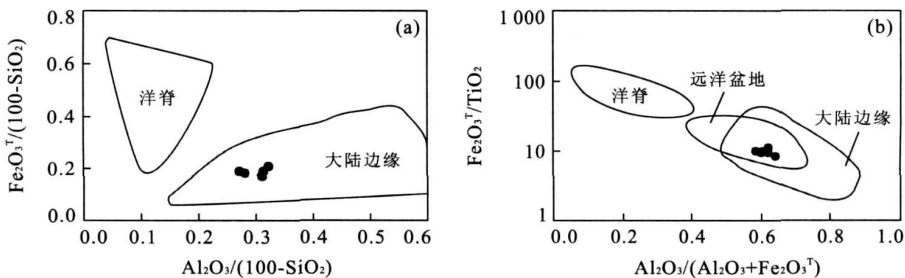 (a)
Fe₂O₃ᵀ/(100-SiO₂)
0.8
0.6
0.4
0.2
0.0
洋脊
大陆边缘
0.0 0.1 0.2 0.3 0.4 0.5 0.6
Al₂O₃/(100-SiO₂)
(b)
Fe₂O₃ᵀ/TiO₂
1 000
100
10
1
洋脊
远洋盆地
大陆边缘
0.0 0.2 0.4 0.6 0.8 1.0
Al₂O₃/(Al₂O₃+Fe₂O₃ᵀ)